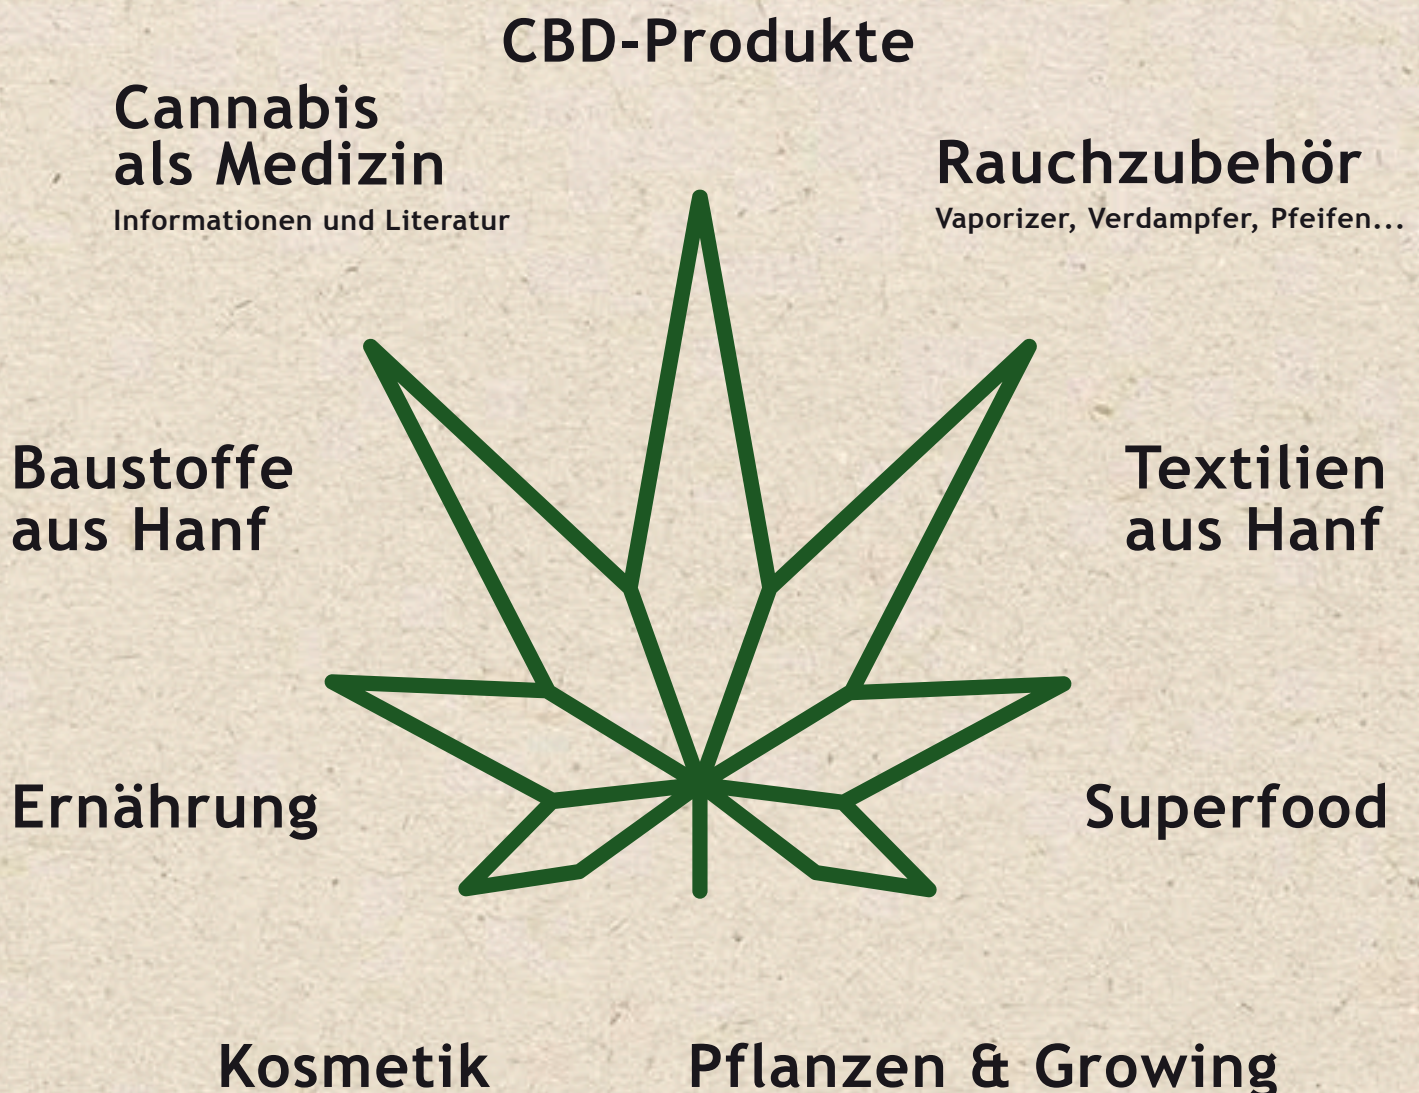 CBD-Produkte
Cannabis
als Medizin
Informationen und Literatur
Rauchzubehör
Vaporizer, Verdampfer, Pfeifen...
Baustoffe
aus Hanf
Textilien
aus Hanf
Ernährung
Superfood
Kosmetik
Pflanzen & Growing